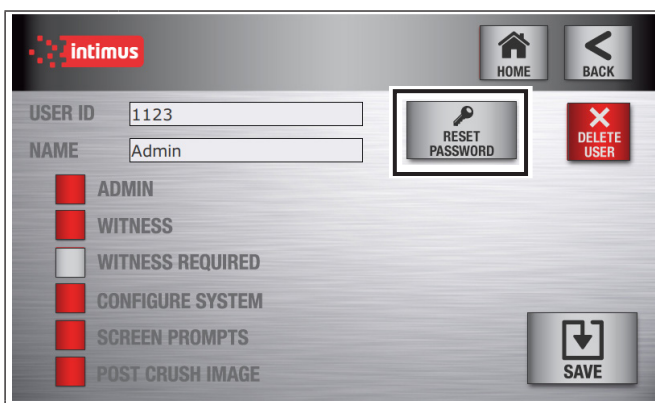 intimus
HOME
BACK
USER ID 1123
RESET
PASSWORD
DELETE
USER
NAME Admin
ADMIN
WITNESS
WITNESS REQUIRED
CONFIGURE SYSTEM
SCREEN PROMPTS
POST CRUSH IMAGE
SAVE